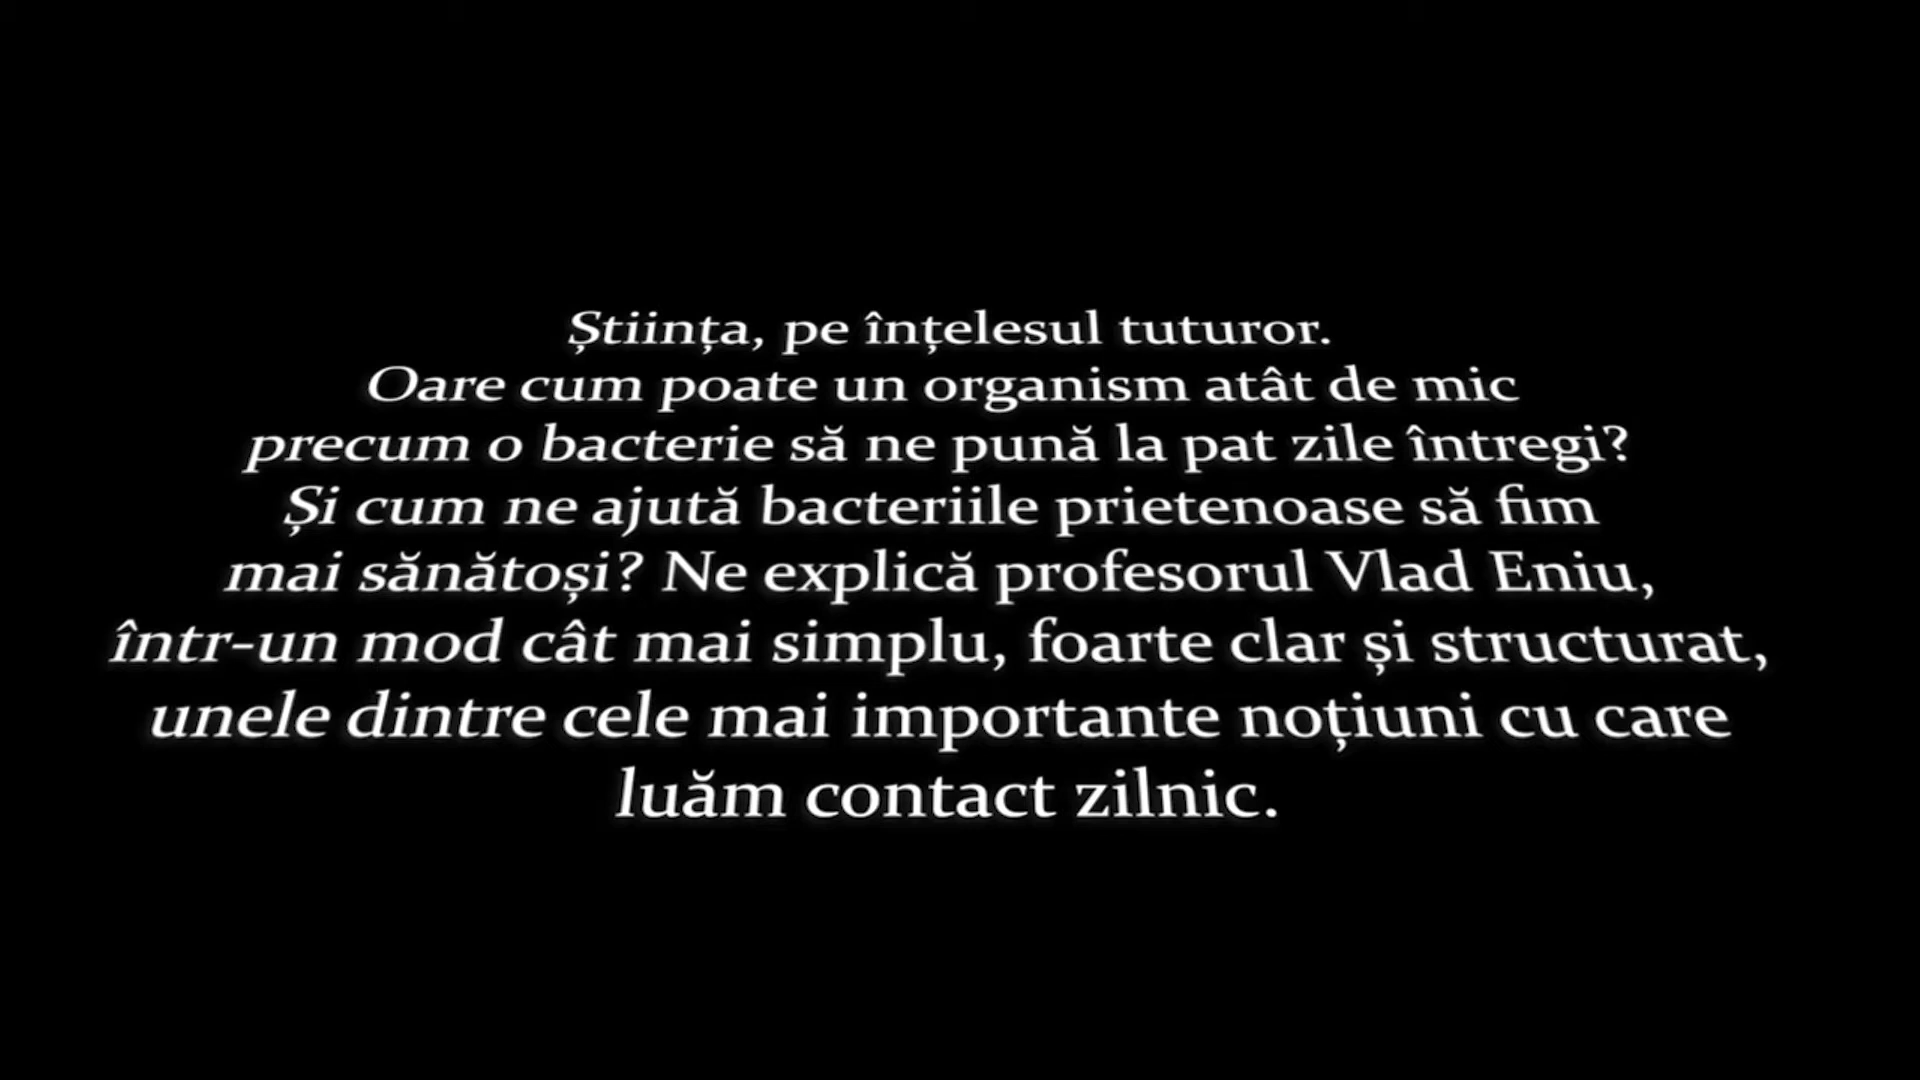 Știința, pe înțelesul tuturor.
Oare cum poate un organism atât de mic
precum o bacterie să ne pună la pat zile întregi?
Și cum ne ajută bacteriile prietenoase să fim
mai sănătoși? Ne explică profesorul Vlad Eniu,
într-un mod cât mai simplu, foarte clar și structurat,
unele dintre cele mai importante noțiuni cu care
luăm contact zilnic.